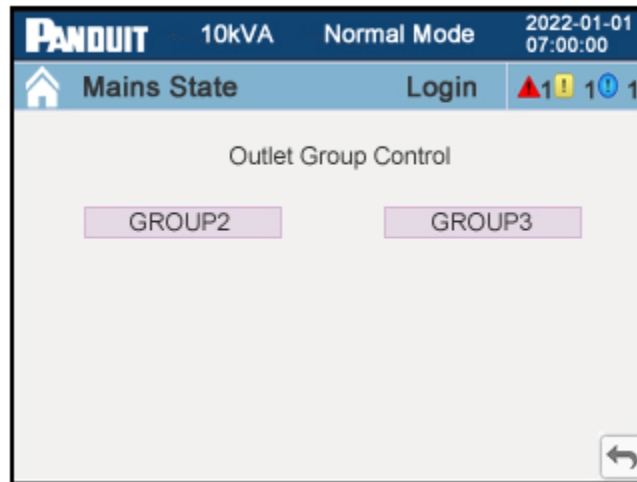 PANDUIT 10kVA Normal Mode 2022-01-01
07:00:00
Mains State Login 1 1 1
Outlet Group Control
GROUP2 GROUP3